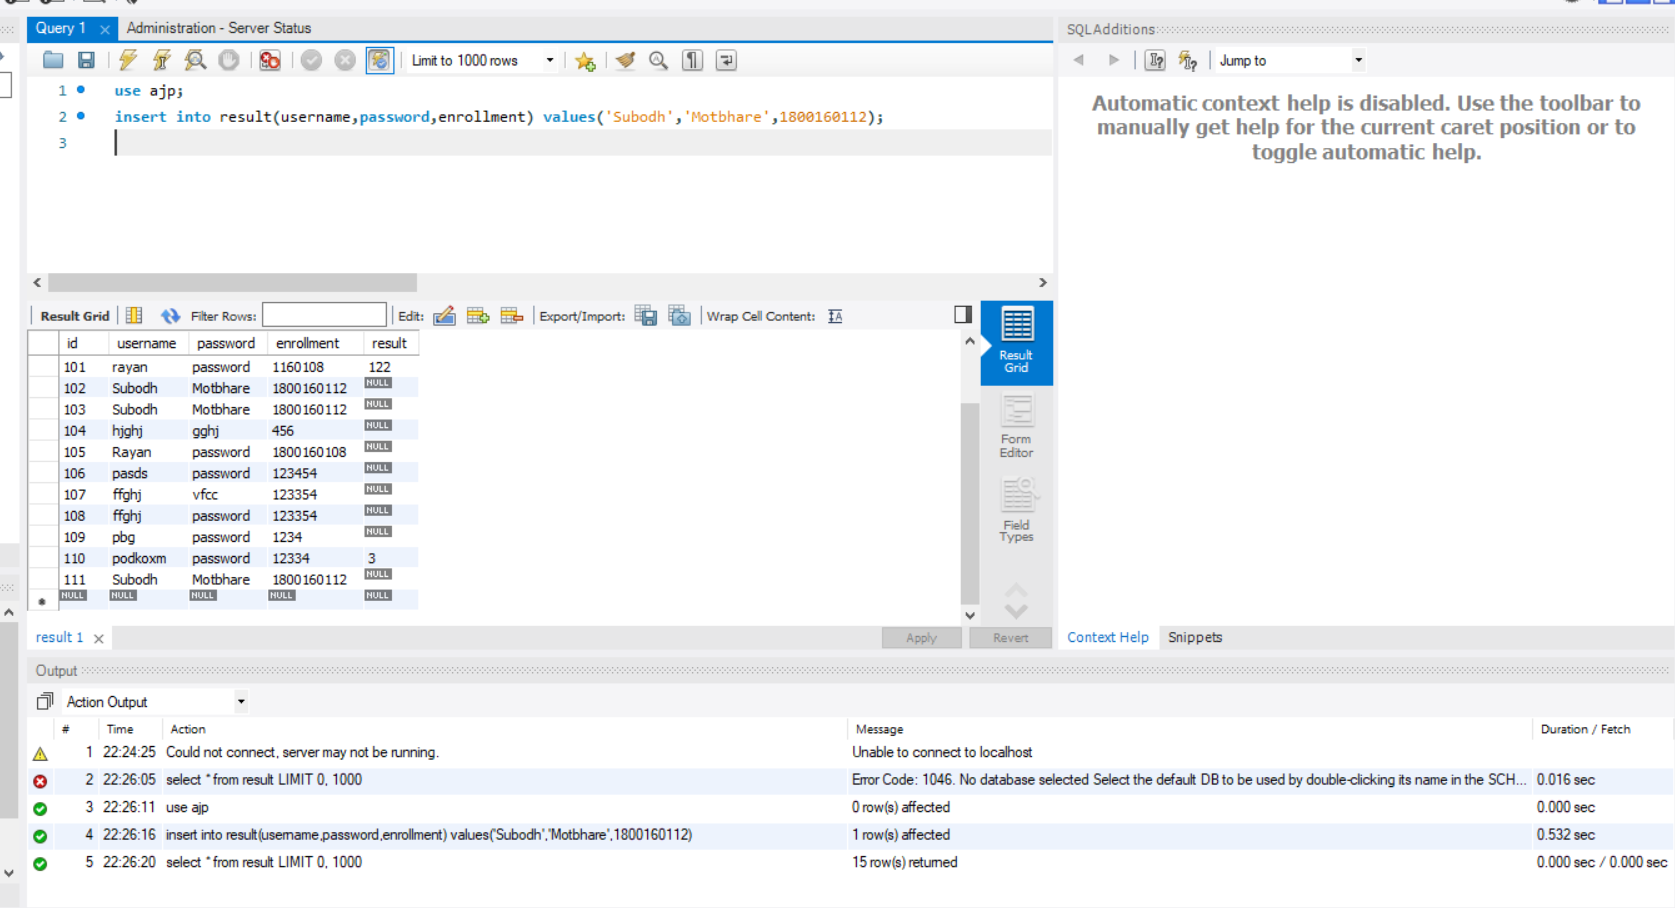 Query 1 × Administration - Server Status
Limit to 1000 rows
1 use ajp;
2 insert into result(username,password,enrollment) values('Subodh','Motbhare',1800160112);
3
SQLAdditions
Jump to
Automatic context help is disabled. Use the toolbar to
manually get help for the current caret position or to
toggle automatic help.
Result Grid Filter Rows: Edit: Export/Import: Wrap Cell Content:
id username password enrollment result
101 rayan password 1160108 122
102 Subodh Motbhare 1800160112 NULL
103 Subodh Motbhare 1800160112 NULL
104 hjghj gghj 456 NULL
105 Rayan password 1800160108 NULL
106 pasds password 123454 NULL
107 ffghj vfcc 123354 NULL
108 ffghj password 123354 NULL
109 pbg password 1234 NULL
110 podkoxm password 12334 3
111 Subodh Motbhare 1800160112 NULL
NULL NULL NULL NULL NULL
Result
Grid
Form
Editor
Field
Types
result 1 × Apply Revert
Context Help Snippets
Output
Action Output
# Time Action Message Duration / Fetch
1 22:24:25 Could not connect, server may not be running. Unable to connect to localhost
2 22:26:05 select * from result LIMIT 0, 1000 Error Code: 1046. No database selected Select the default DB to be used by double-clicking its name in the SCH... 0.016 sec
3 22:26:11 use ajp 0 row(s) affected 0.000 sec
4 22:26:16 insert into result(username,password,enrollment) values('Subodh','Motbhare',1800160112) 1 row(s) affected 0.532 sec
5 22:26:20 select * from result LIMIT 0, 1000 15 row(s) returned 0.000 sec / 0.000 sec